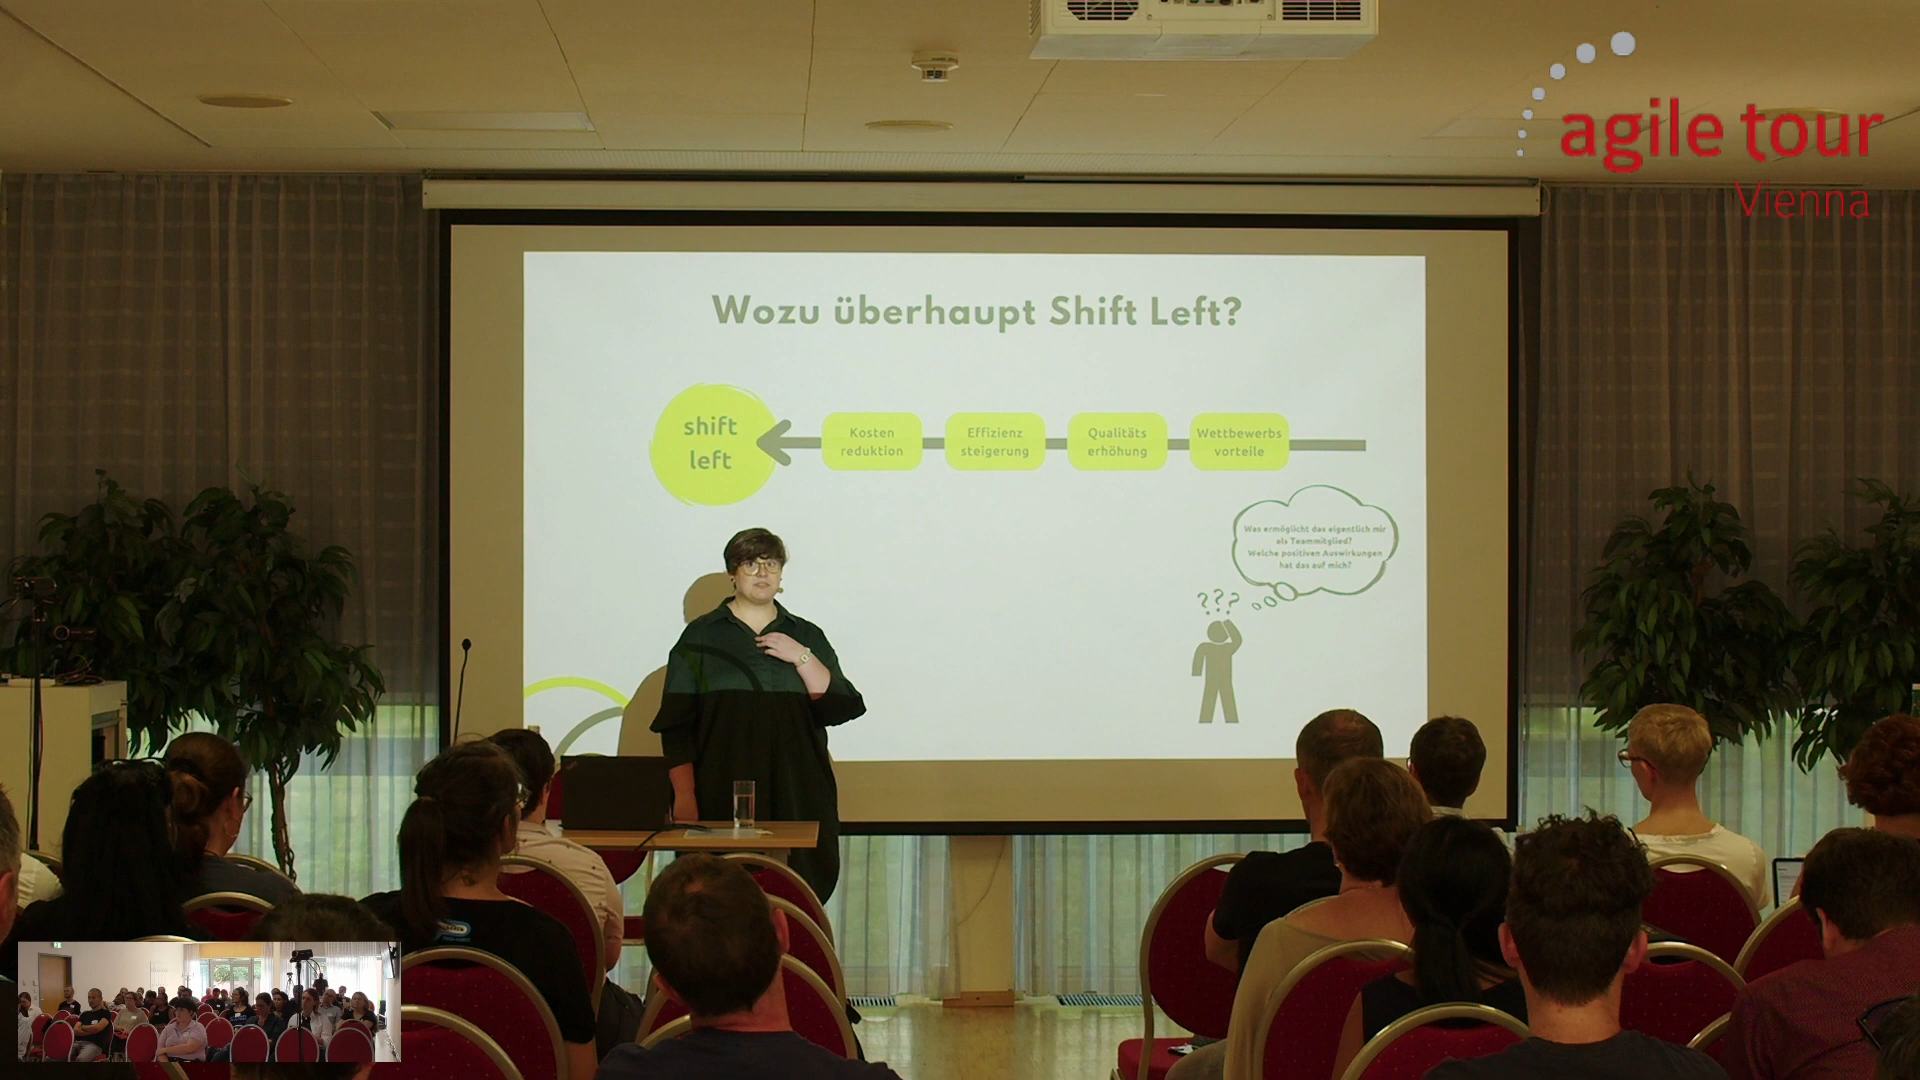 agile tour
Vienna
Wozu überhaupt Shift Left?
shift
left
Kosten
reduktion
Effizienz
steigerung
Qualitäts
erhöhung
Wettbewerbs
vorteile
Was ermöglicht das eigentlich mir
als Teammitglied?
Welche positiven Auswirkungen
hat das auf mich?
???